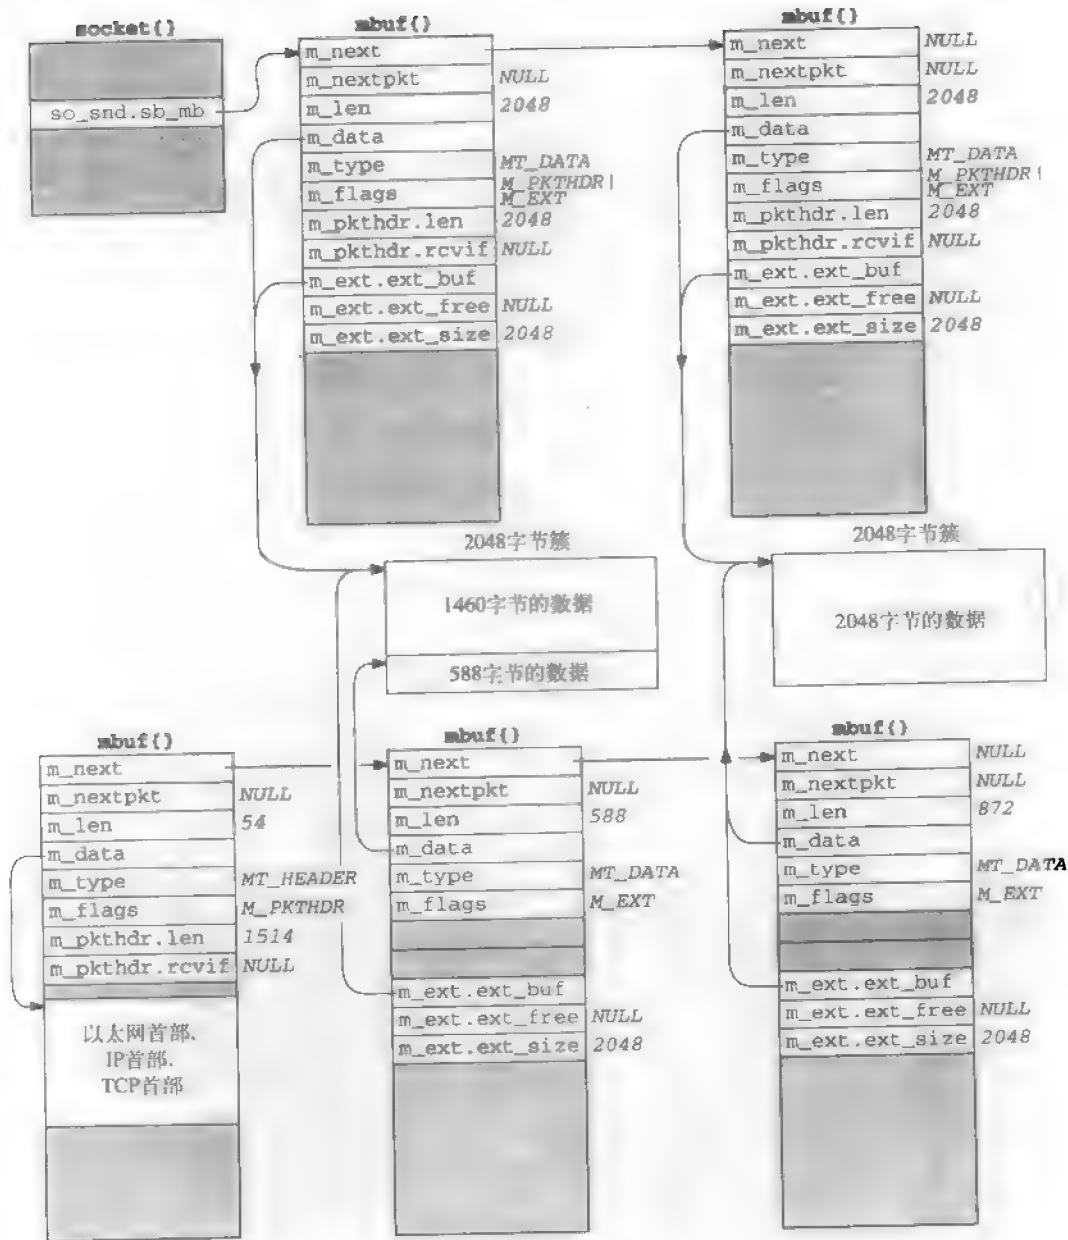 socket{}
so_snd.sb_mb
mbuf{}
m_next
m_nextpkt NULL
m_len 2048
m_data
m_type MT_DATA
m_flags M_PKTHDR|
M_EXT
m_pkthdr.len 2048
m_pkthdr.rcvif NULL
m_ext.ext_buf
m_ext.ext_free NULL
m_ext.ext_size 2048
mbuf{}
m_next NULL
m_nextpkt NULL
m_len 2048
m_data
m_type MT_DATA
m_flags M_PKTHDR|
M_EXT
m_pkthdr.len 2048
m_pkthdr.rcvif NULL
m_ext.ext_buf
m_ext.ext_free NULL
m_ext.ext_size 2048
2048字节簇
1460字节的数据
588字节的数据
2048字节簇
2048字节的数据
mbuf{}
m_next
m_nextpkt NULL
m_len 54
m_data
m_type MT_HEADER
m_flags M_PKTHDR
m_pkthdr.len 1514
m_pkthdr.rcvif NULL
以太网首部、
IP首部、
TCP首部
mbuf{}
m_next
m_nextpkt NULL
m_len 588
m_data
m_type MT_DATA
m_flags M_EXT
m_ext.ext_buf
m_ext.ext_free NULL
m_ext.ext_size 2048
mbuf{}
m_next NULL
m_nextpkt NULL
m_len 872
m_data
m_type MT_DATA
m_flags M_EXT
m_ext.ext_buf
m_ext.ext_free NULL
m_ext.ext_size 2048